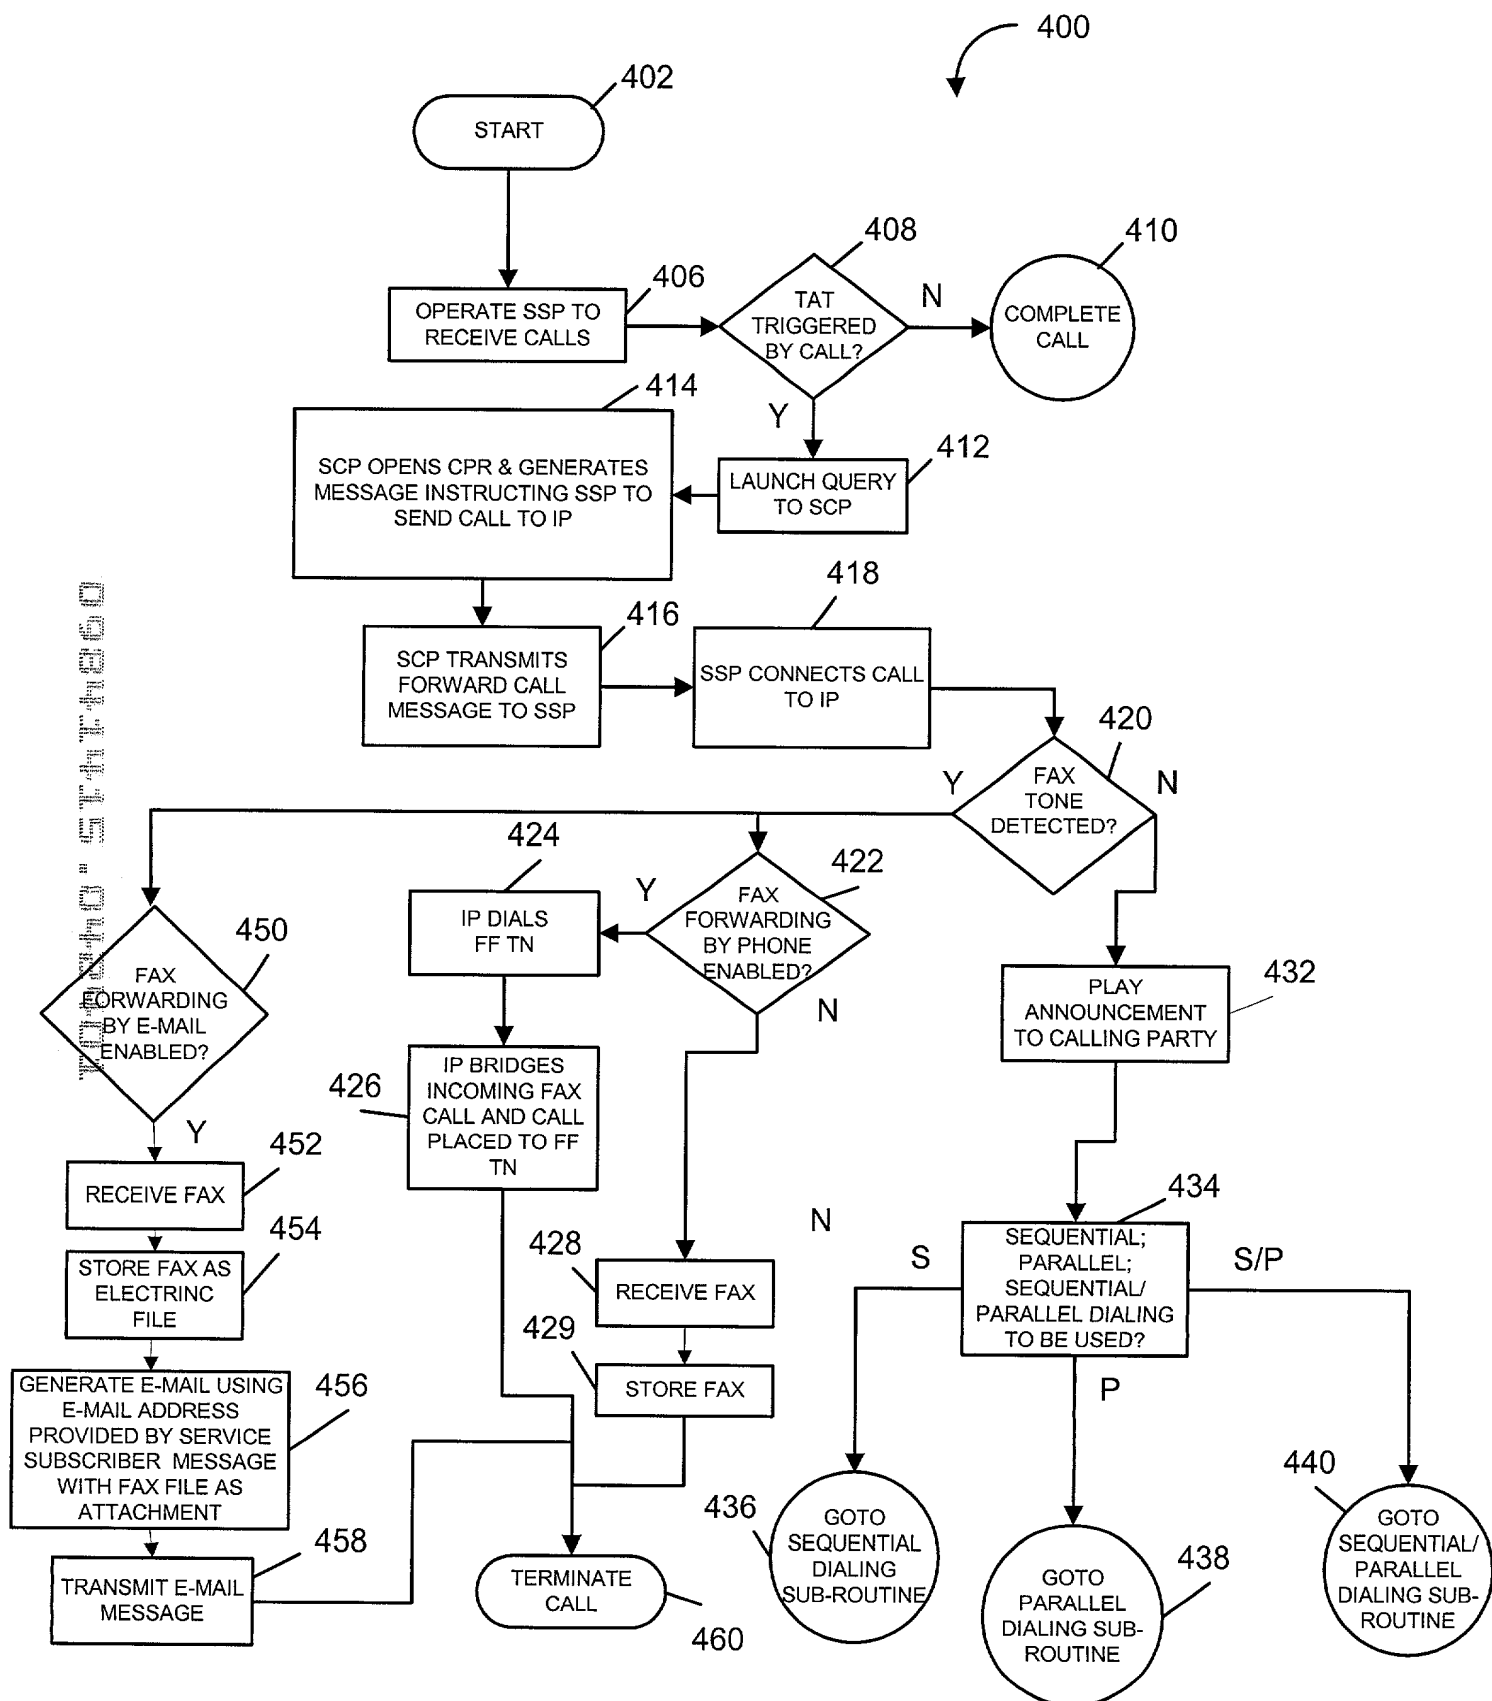 400
402
START
406
OPERATE SSP TO
RECEIVE CALLS
408
TAT
TRIGGERED
BY CALL?
N
Y
410
COMPLETE
CALL
412
LAUNCH QUERY
TO SCP
414
SCP OPENS CPR & GENERATES
MESSAGE INSTRUCTING SSP TO
SEND CALL TO IP
416
SCP TRANSMITS
FORWARD CALL
MESSAGE TO SSP
418
SSP CONNECTS CALL
TO IP
420
FAX
TONE
DETECTED?
Y
N
424
IP DIALS
FF TN
422
FAX
FORWARDING
BY PHONE
ENABLED?
Y
N
450
FAX
FORWARDING
BY E-MAIL
ENABLED?
Y
432
PLAY
ANNOUNCEMENT
TO CALLING PARTY
426
IP BRIDGES
INCOMING FAX
CALL AND CALL
PLACED TO FF
TN
452
RECEIVE FAX
454
STORE FAX AS
ELECTRINC
FILE
456
GENERATE E-MAIL USING
E-MAIL ADDRESS
PROVIDED BY SERVICE
SUBSCRIBER MESSAGE
WITH FAX FILE AS
ATTACHMENT
458
TRANSMIT E-MAIL
MESSAGE
428
RECEIVE FAX
429
STORE FAX
N
434
SEQUENTIAL;
PARALLEL;
SEQUENTIAL/
PARALLEL DIALING
TO BE USED?
S
P
S/P
460
TERMINATE
CALL
436
GOTO
SEQUENTIAL
DIALING
SUB-ROUTINE
438
GOTO
PARALLEL
DIALING SUB-
ROUTINE
440
GOTO
SEQUENTIAL/
PARALLEL
DIALING SUB-
ROUTINE